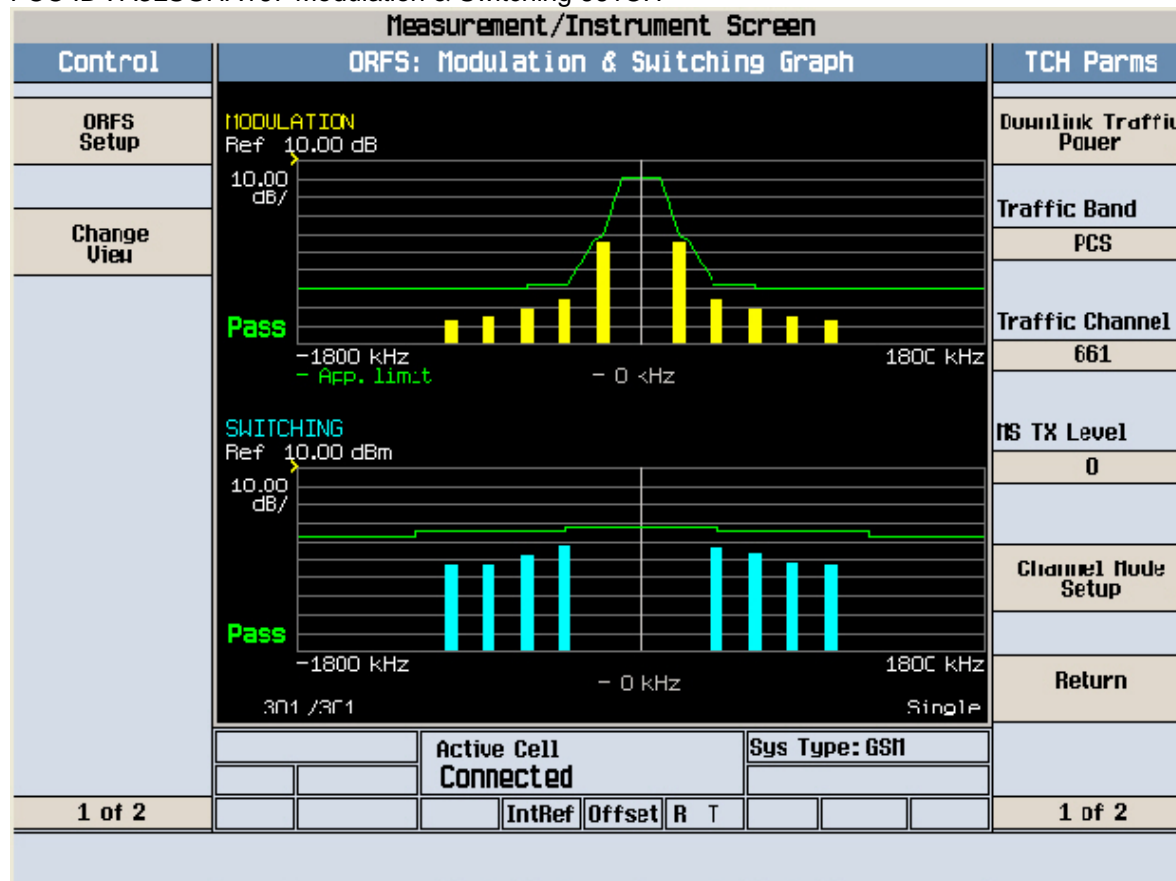 Measurement/Instrument Screen
Control
ORFS: Modulation & Switching Graph
TCH Parms
ORFS
Setup
Change
View
1 of 2
MODULATION
Ref 10.00 dB
10.00
dB/
Pass
-1800 kHz
1800 kHz
- App. limit
- 0 kHz
SWITCHING
Ref 10.00 dBm
10.00
dB/
Pass
-1800 kHz
1800 kHz
- 0 kHz
301/301
Single
Active Cell
Connected
Sys Type: GSM
IntRef
Offset
R T
Downlink Traffic
Power
Traffic Band
PCS
Traffic Channel
661
MS TX Level
0
Channel Mode
Setup
Return
1 of 2